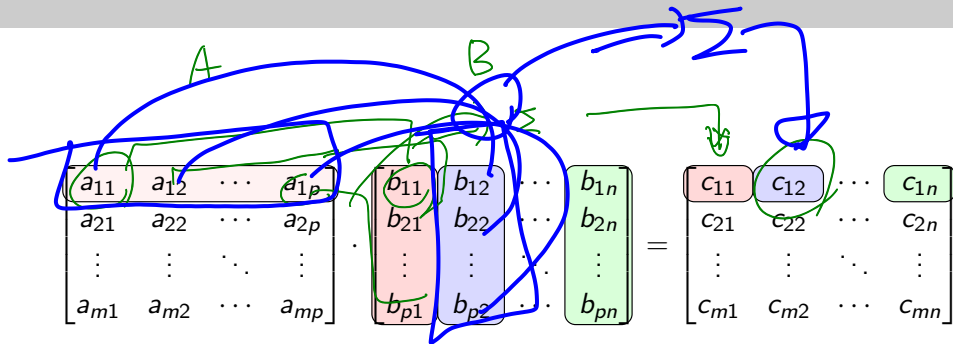 A B Σ
a11 a12 ⋯ a1p b11 b12 ⋯ b1n c11 c12 ⋯ c1n
a21 a22 ⋯ a2p b21 b22 ⋯ b2n c21 c22 ⋯ c2n
⋮ ⋮ ⋱ ⋮ · ⋮ ⋮ ⋱ ⋮ = ⋮ ⋮ ⋱ ⋮
am1 am2 ⋯ amp bp1 bp2 ⋯ bpn cm1 cm2 ⋯ cmn